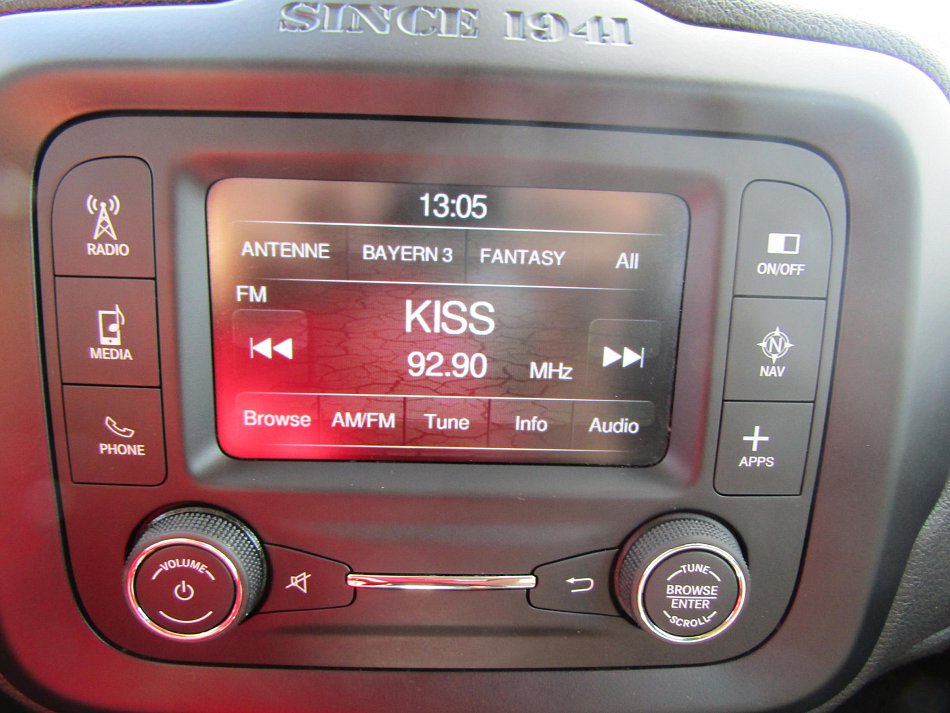 SINCE 1941
13:05
ANTENNE BAYERN 3 FANTASY All
FM
KISS
92.90 MHz
Browse AM/FM Tune Info Audio
RADIO
MEDIA
PHONE
ON/OFF
N
NAV
APPS
VOLUME
TUNE
BROWSE
ENTER
SCROLL